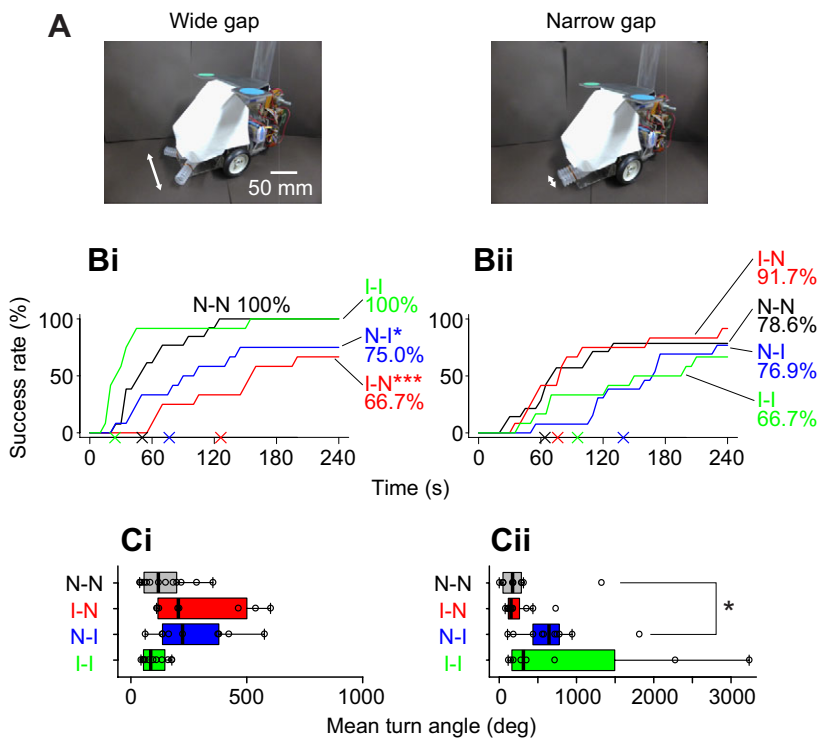 A
Wide gap
Narrow gap
50 mm
Bi
Bii
Success rate (%)
100
50
0
N-N 100%
I-I
100%
N-I*
75.0%
I-N***
66.7%
0
60
120
180
240
100
50
0
I-N
91.7%
N-N
78.6%
N-I
76.9%
I-I
66.7%
0
60
120
180
240
Time (s)
Ci
Cii
N-N
I-N
N-I
I-I
0
500
1000
N-N
I-N
N-I
I-I
*
0
1000
2000
3000
Mean turn angle (deg)